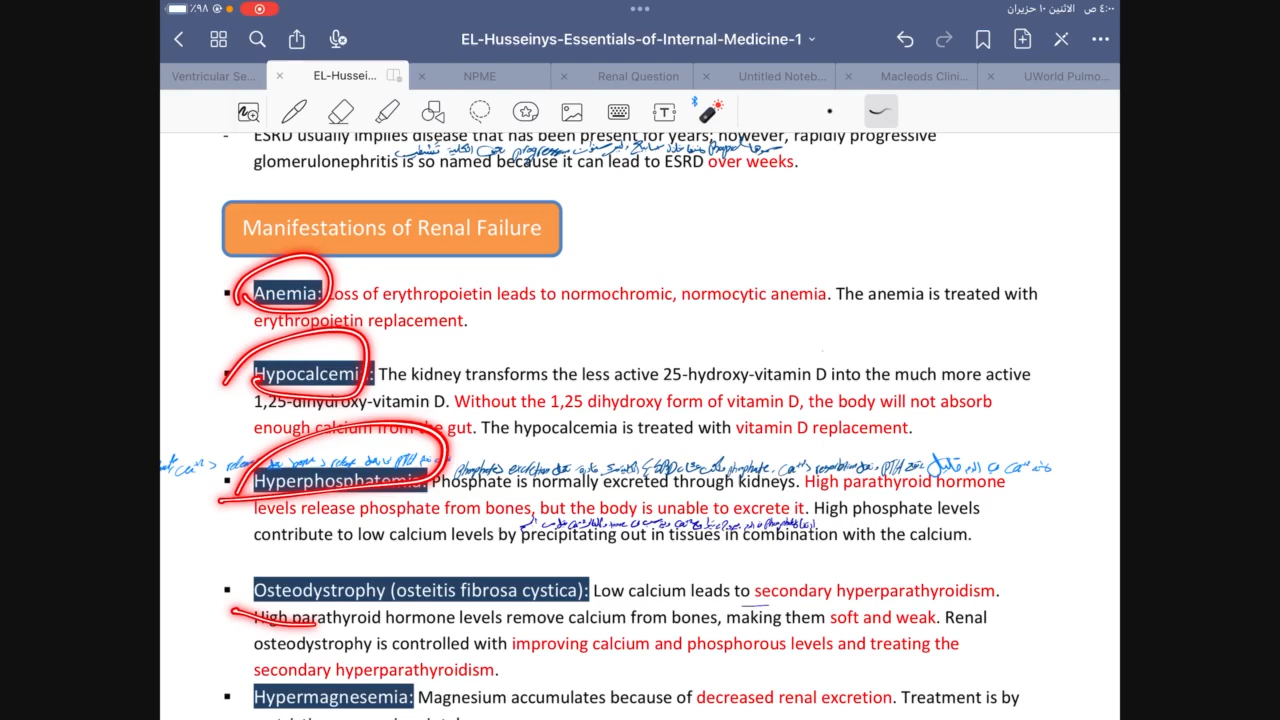 ٪٩٨
٤:٠٠ ص الاثنين ١٠ حزيران
EL-Husseinys-Essentials-of-Internal-Medicine-1
Ventricular Se... EL-Hussei... NPME Renal Question Untitled Noteb... Macleods Clini... UWorld Pulmo...
- ESRD usually implies disease that has been present for years; however, rapidly progressive
glomerulonephritis is so named because it can lead to ESRD over weeks.
Manifestations of Renal Failure
Anemia: Loss of erythropoietin leads to normochromic, normocytic anemia. The anemia is treated with
erythropoietin replacement.
Hypocalcemia: The kidney transforms the less active 25-hydroxy-vitamin D into the much more active
1,25-dihydroxy-vitamin D. Without the 1,25 dihydroxy form of vitamin D, the body will not absorb
enough calcium from the gut. The hypocalcemia is treated with vitamin D replacement.
Hyperphosphatemia: Phosphate is normally excreted through kidneys. High parathyroid hormone
levels release phosphate from bones, but the body is unable to excrete it. High phosphate levels
contribute to low calcium levels by precipitating out in tissues in combination with the calcium.
Osteodystrophy (osteitis fibrosa cystica): Low calcium leads to secondary hyperparathyroidism.
High parathyroid hormone levels remove calcium from bones, making them soft and weak. Renal
osteodystrophy is controlled with improving calcium and phosphorous levels and treating the
secondary hyperparathyroidism.
Hypermagnesemia: Magnesium accumulates because of decreased renal excretion. Treatment is by